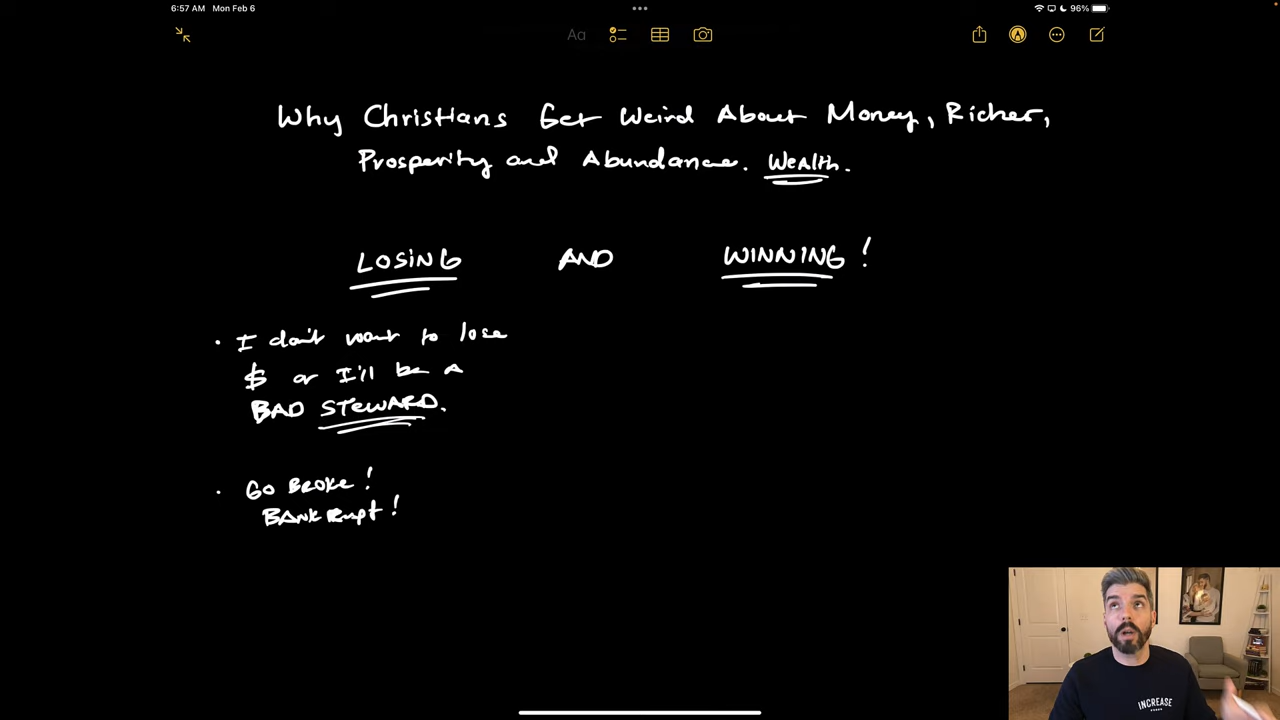 6:57 AM Mon Feb 6
96%
Aa
Why Christians Get Weird About Money, Riches,
Prosperity and Abundance. Wealth.
LOSING AND WINNING!
• I don't want to lose
$ or I'll be a
BAD STEWARD.
• Go BROKE!
BANKRupt!
INCREASE